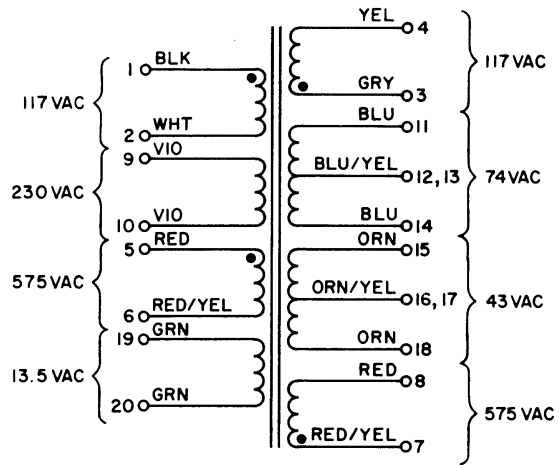 YEL 4
1 BLK
117 VAC
117 VAC
GRY 3
2 WHT
BLU 11
9 VIO
230 VAC
BLU/YEL 12, 13
74 VAC
10 VIO
BLU 14
5 RED
ORN 15
575 VAC
ORN/YEL 16, 17
43 VAC
6 RED/YEL
19 GRN
ORN 18
13.5 VAC
RED 8
20 GRN
575 VAC
RED/YEL 7